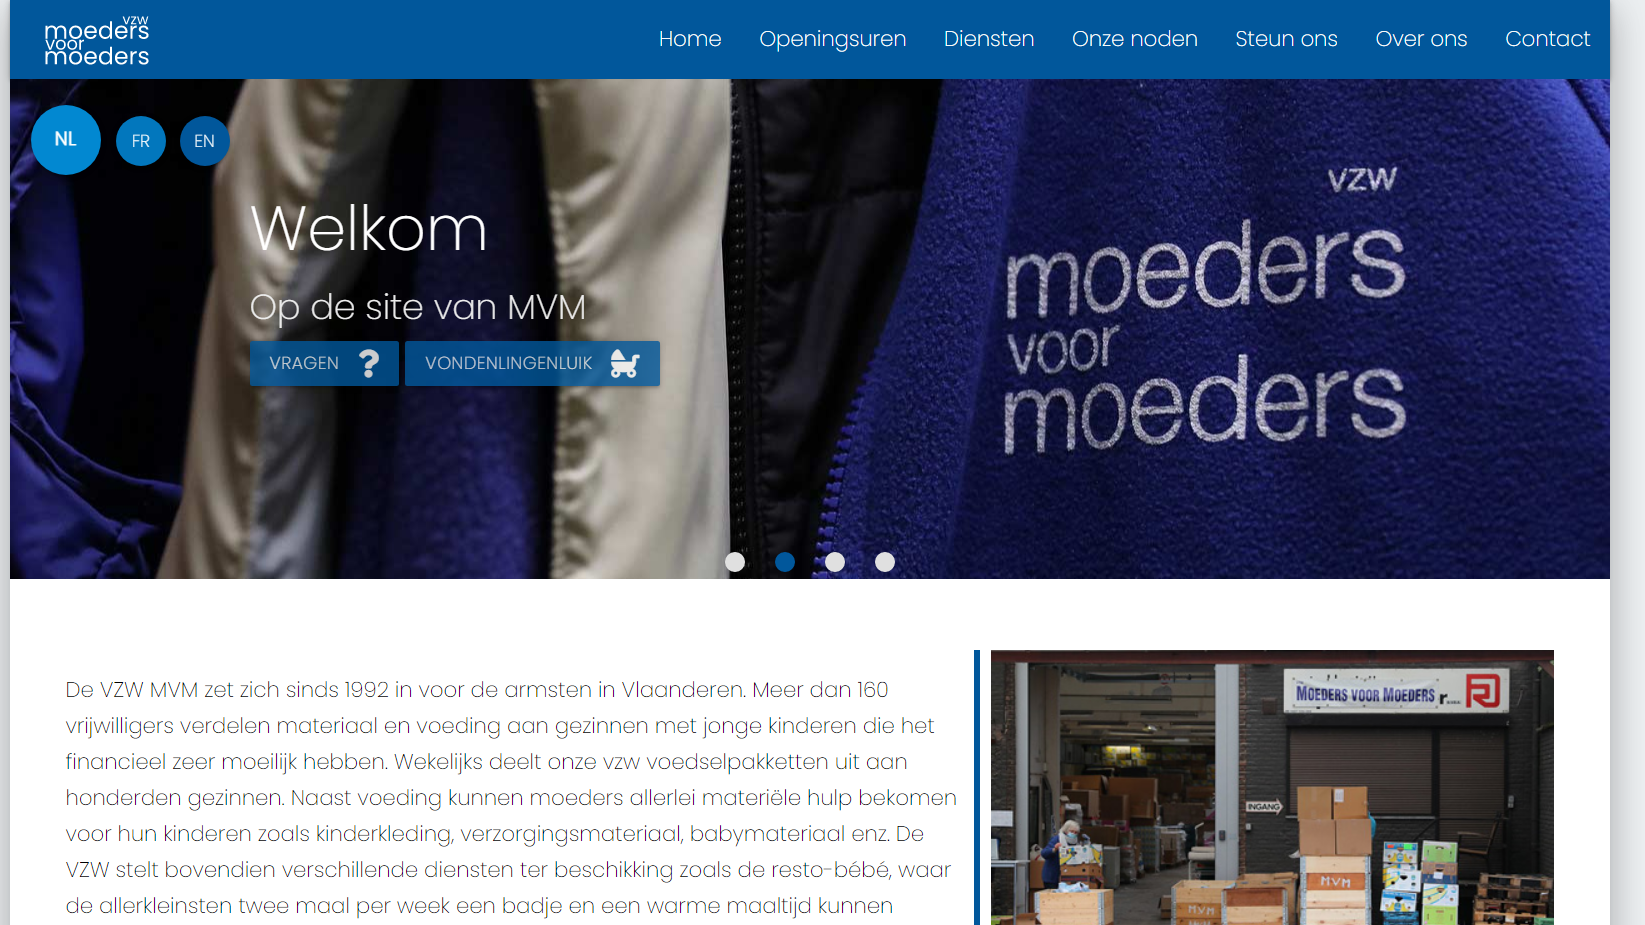 vzw
moeders
voor
moeders
Home Openingsuren Diensten Onze noden Steun ons Over ons Contact
NL FR EN
Welkom
Op de site van MVM
VRAGEN ? VONDENLINGENLUIK
vzw
moeders
voor
moeders
De VZW MVM zet zich sinds 1992 in voor de armsten in Vlaanderen. Meer dan 160
vrijwilligers verdelen materiaal en voeding aan gezinnen met jonge kinderen die het
financieel zeer moeilijk hebben. Wekelijks deelt onze vzw voedselpakketten uit aan
honderden gezinnen. Naast voeding kunnen moeders allerlei materiële hulp bekomen
voor hun kinderen zoals kinderkleding, verzorgingsmateriaal, babymateriaal enz. De
VZW stelt bovendien verschillende diensten ter beschikking zoals de resto-bébé, waar
de allerkleinsten twee maal per week een badje en een warme maaltijd kunnen
MOEDERS VOOR MOEDERS
INGANG
MVM
MVM
MVM